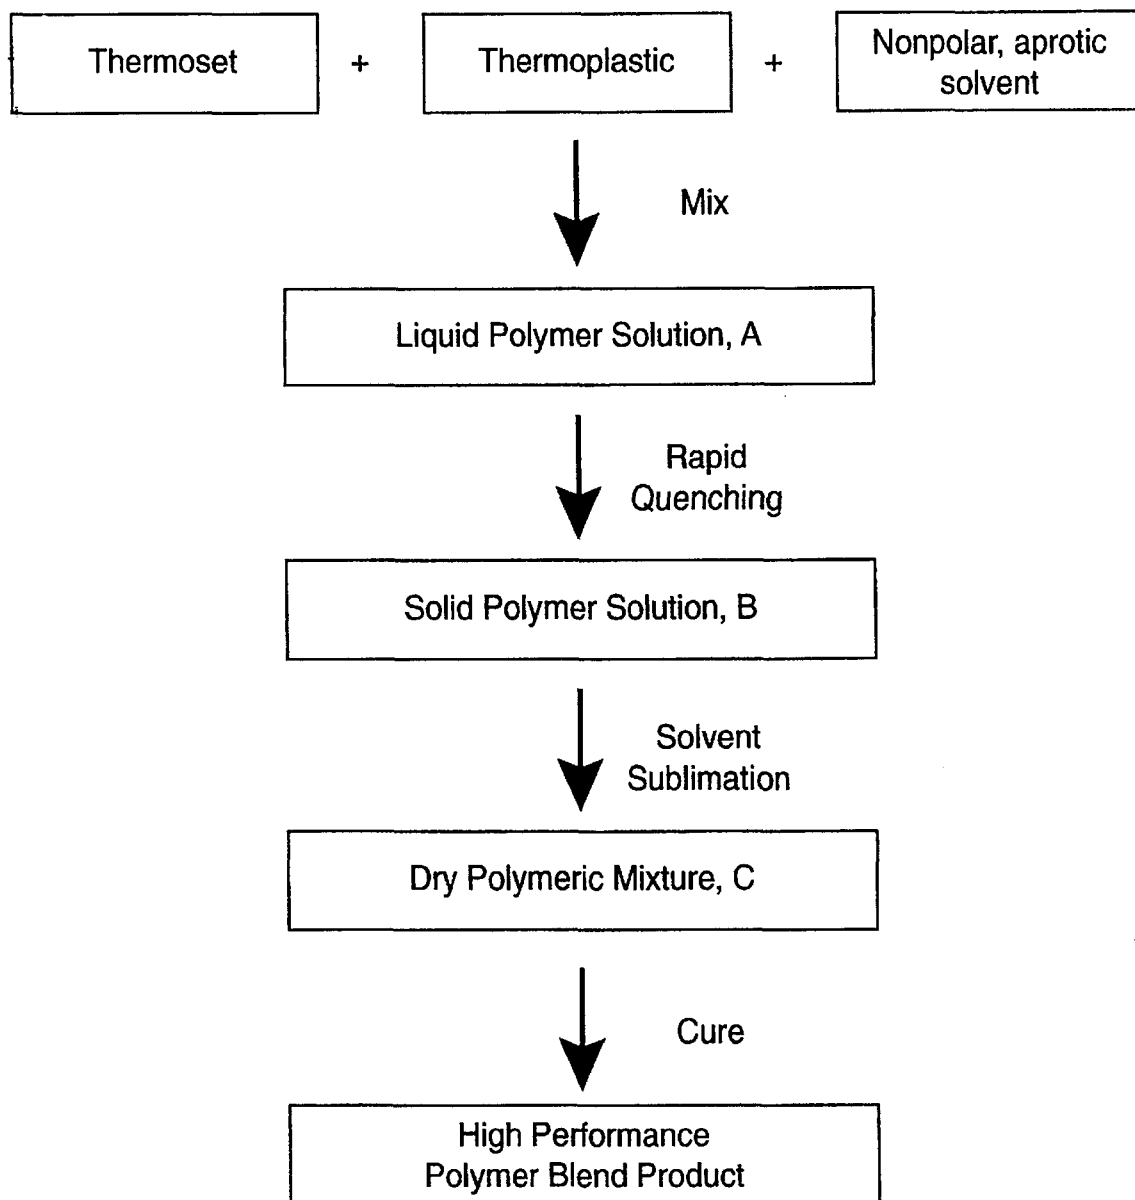 Thermoset + Thermoplastic + Nonpolar, aprotic
solvent
Mix
Liquid Polymer Solution, A
Rapid
Quenching
Solid Polymer Solution, B
Solvent
Sublimation
Dry Polymeric Mixture, C
Cure
High Performance
Polymer Blend Product